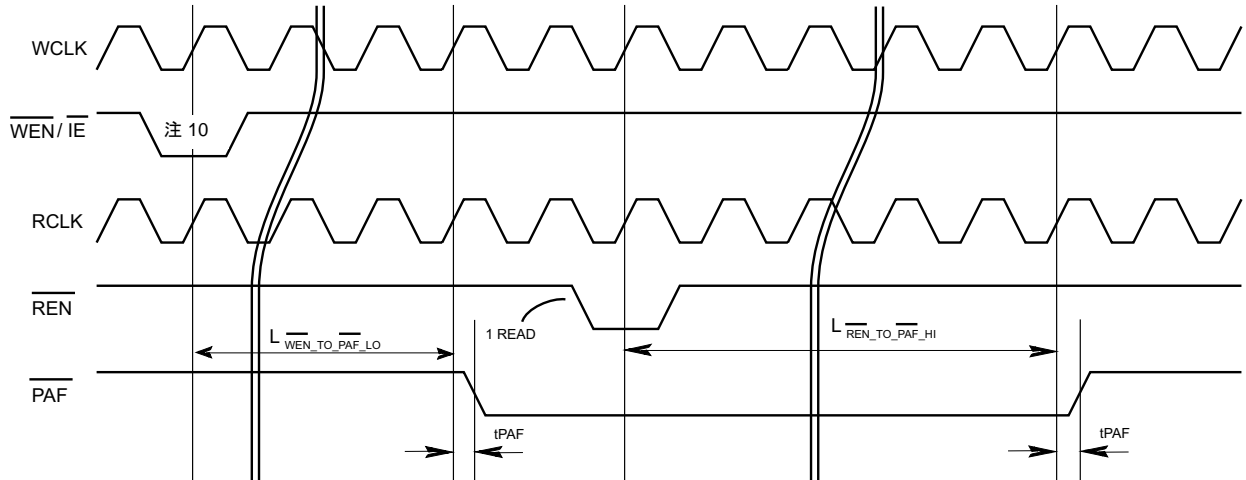 WCLK
WEN/ IE
注 10
RCLK
REN
1 READ
L WEN_TO_PAF_LO
L REN_TO_PAF_HI
PAF
tPAF
tPAF